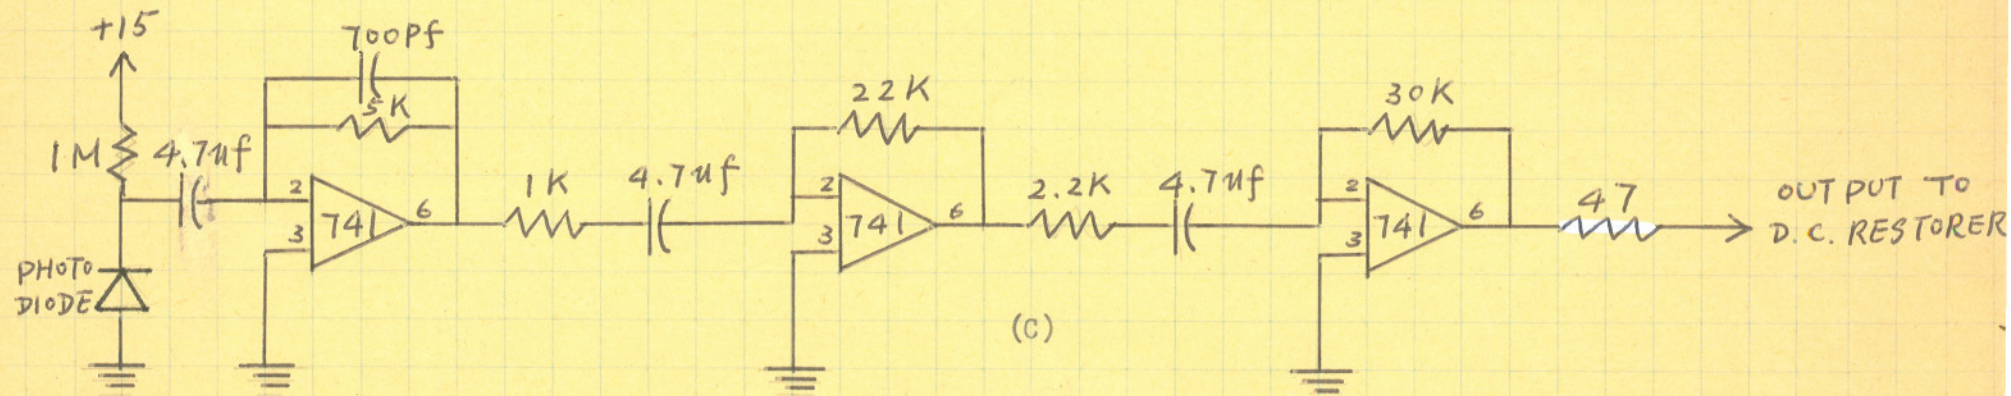 +15
700Pf
5K
1M
4.7uf
2
3
741
6
1K
4.7uf
22K
2
3
741
6
2.2K
4.7uf
30K
2
3
741
6
47
OUTPUT TO
D.C. RESTORER
PHOTO
DIODE
(C)